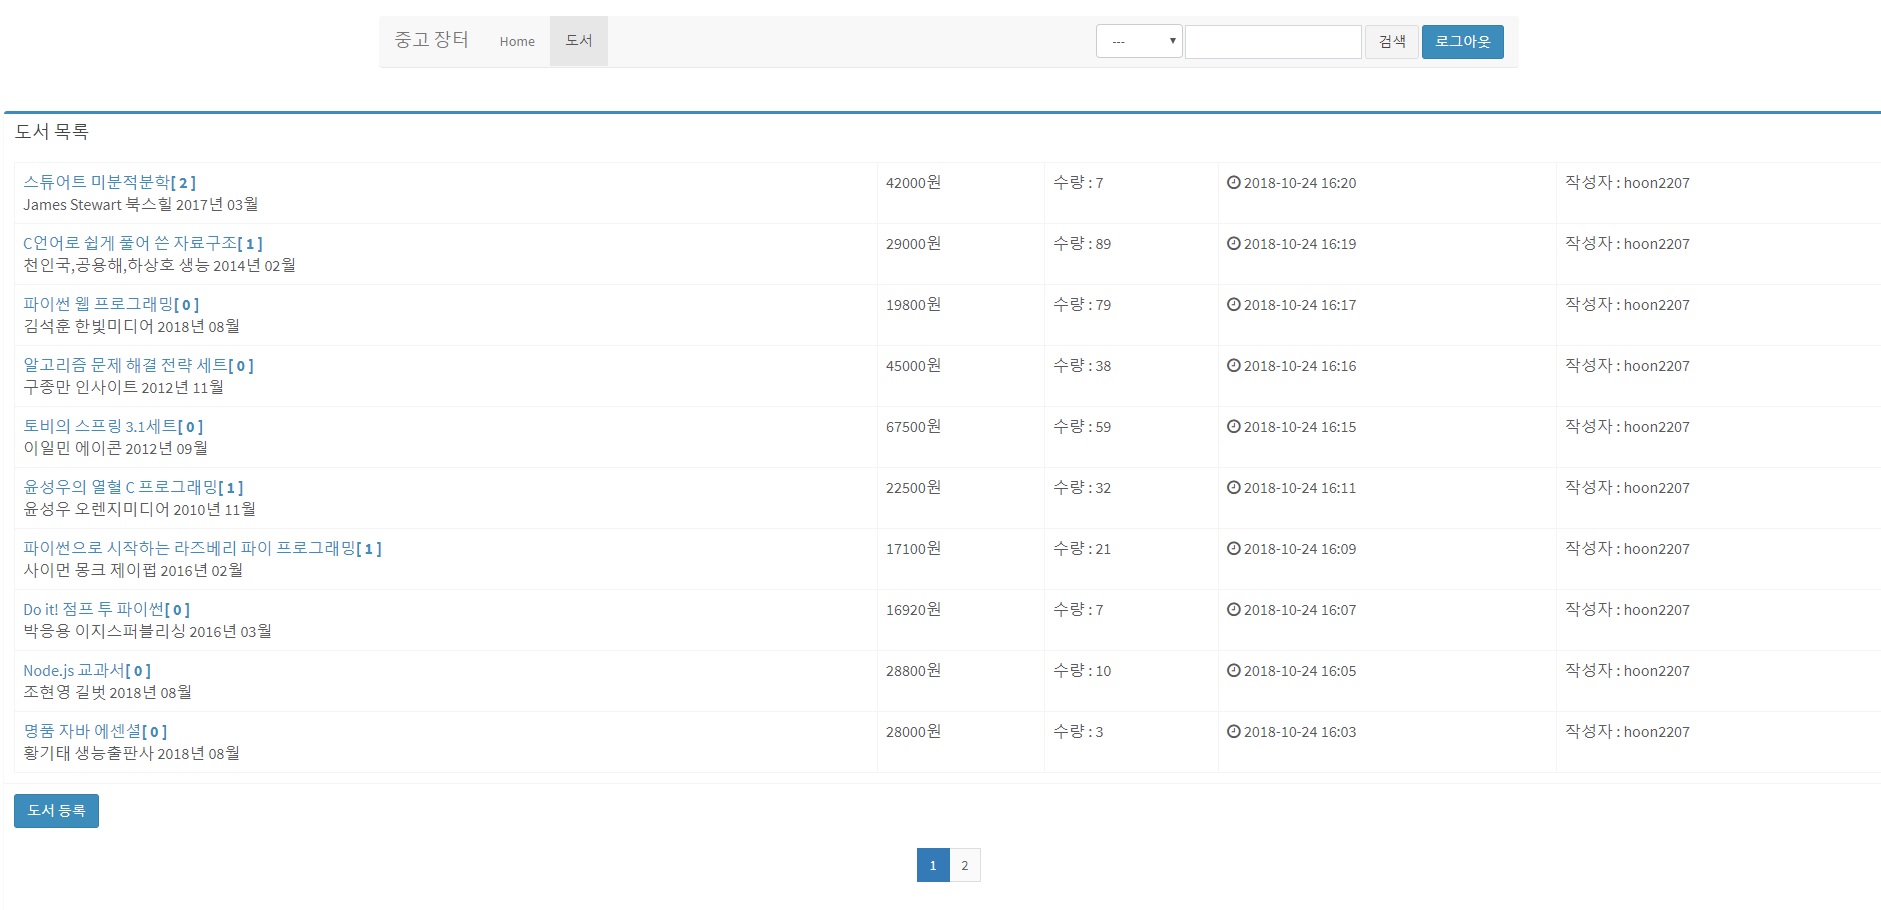 중고 장터 Home 도서 --- 검색 로그아웃
도서 목록
스튜어트 미분적분학[ 2 ] 42000원 수량 : 7 2018-10-24 16:20 작성자 : hoon2207
James Stewart 북스힐 2017년 03월
C언어로 쉽게 풀어 쓴 자료구조[ 1 ] 29000원 수량 : 89 2018-10-24 16:19 작성자 : hoon2207
천인국,공용해,하상호 생능 2014년 02월
파이썬 웹 프로그래밍[ 0 ] 19800원 수량 : 79 2018-10-24 16:17 작성자 : hoon2207
김석훈 한빛미디어 2018년 08월
알고리즘 문제 해결 전략 세트[ 0 ] 45000원 수량 : 38 2018-10-24 16:16 작성자 : hoon2207
구종만 인사이트 2012년 11월
토비의 스프링 3.1세트[ 0 ] 67500원 수량 : 59 2018-10-24 16:15 작성자 : hoon2207
이일민 에이콘 2012년 09월
윤성우의 열혈 C 프로그래밍[ 1 ] 22500원 수량 : 32 2018-10-24 16:11 작성자 : hoon2207
윤성우 오렌지미디어 2010년 11월
파이썬으로 시작하는 라즈베리 파이 프로그래밍[ 1 ] 17100원 수량 : 21 2018-10-24 16:09 작성자 : hoon2207
사이먼 몽크 제이펍 2016년 02월
Do it! 점프 투 파이썬[ 0 ] 16920원 수량 : 7 2018-10-24 16:07 작성자 : hoon2207
박응용 이지스퍼블리싱 2016년 03월
Node.js 교과서[ 0 ] 28800원 수량 : 10 2018-10-24 16:05 작성자 : hoon2207
조현영 길벗 2018년 08월
명품 자바 에센셜[ 0 ] 28000원 수량 : 3 2018-10-24 16:03 작성자 : hoon2207
황기태 생능출판사 2018년 08월
도서 등록
1 2